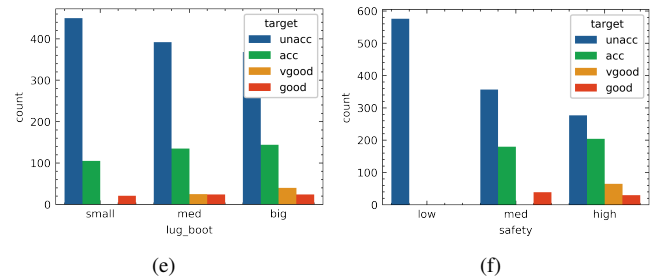 target
unacc
acc
vgood
good
400
300
200
100
0
count
small
med
big
lug_boot
(e)
target
unacc
acc
vgood
good
600
500
400
300
200
100
0
count
low
med
high
safety
(f)